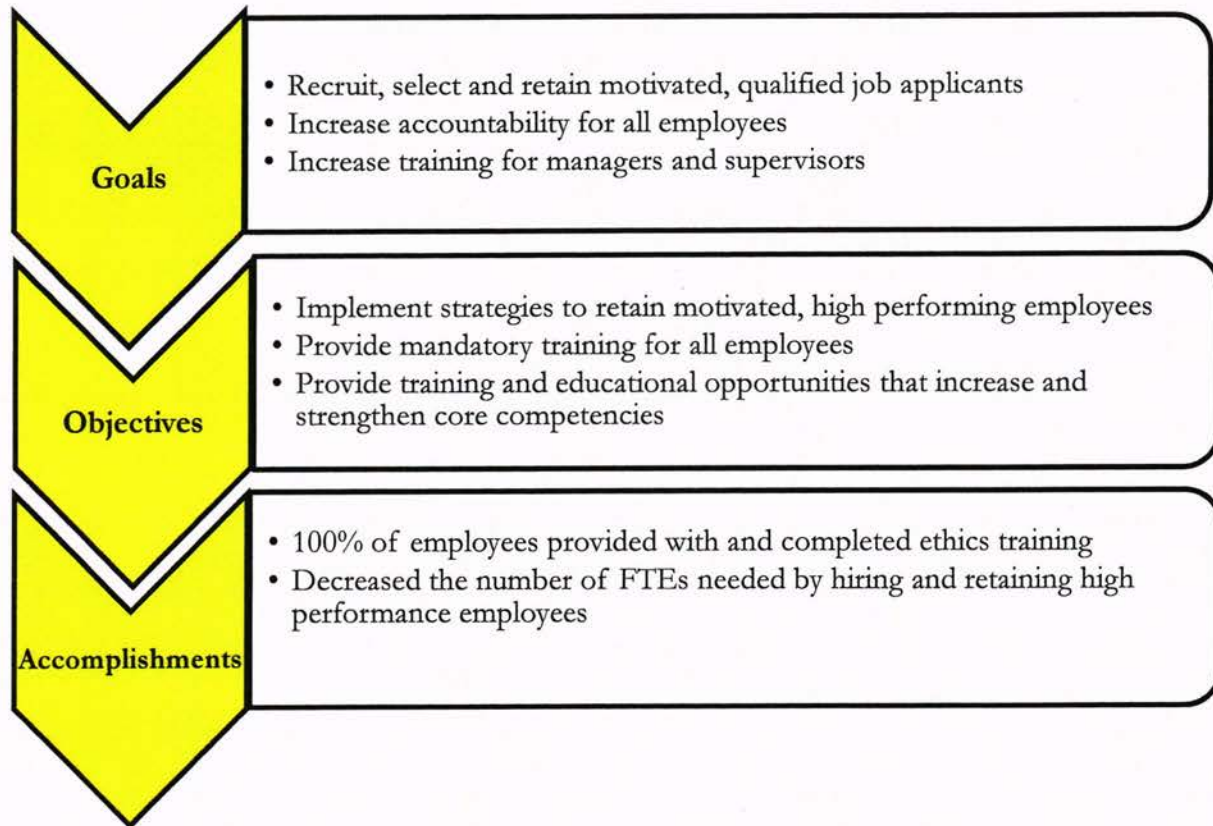 Goals
• Recruit, select and retain motivated, qualified job applicants
• Increase accountability for all employees
• Increase training for managers and supervisors
Objectives
• Implement strategies to retain motivated, high performing employees
• Provide mandatory training for all employees
• Provide training and educational opportunities that increase and
strengthen core competencies
Accomplishments
• 100% of employees provided with and completed ethics training
• Decreased the number of FTEs needed by hiring and retaining high
performance employees